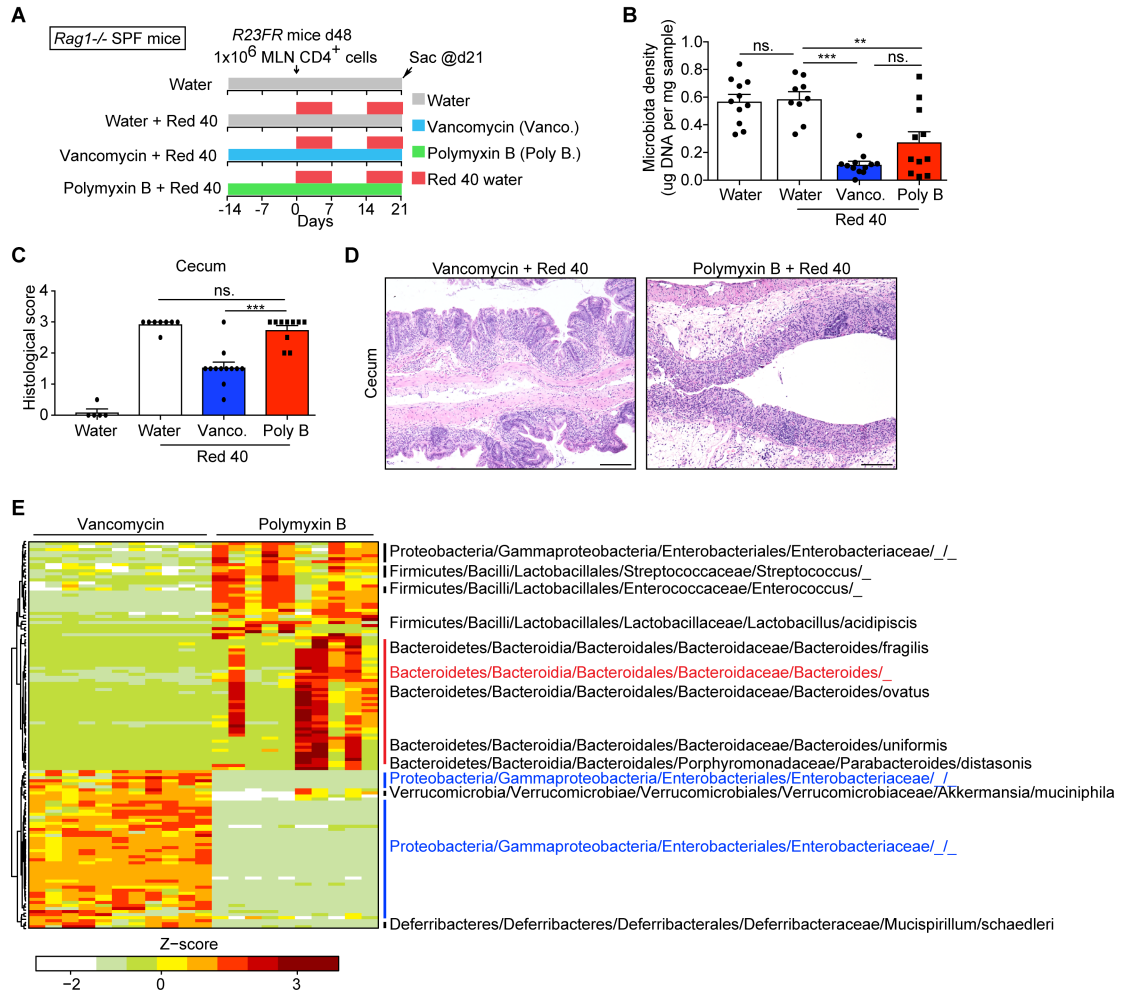 A
Rag1-/- SPF mice
R23FR mice d48
1x10^6 MLN CD4^+ cells
Sac @d21
Water
Water + Red 40
Vancomycin + Red 40
Polymyxin B + Red 40
-14 -7 0 7 14 21
Days
Water
Vancomycin (Vanco.)
Polymyxin B (Poly B.)
Red 40 water
B
Microbiota density
(ug DNA per mg sample)
1.0
0.8
0.6
0.4
0.2
0.0
ns.
**
***
ns.
Water Water Vanco. Poly B
Red 40
C
Cecum
Histological score
4
3
2
1
0
ns.
***
Water Water Vanco. Poly B
Red 40
D
Vancomycin + Red 40
Polymyxin B + Red 40
Cecum
E
Vancomycin
Polymyxin B
Proteobacteria/Gammaproteobacteria/Enterobacteriales/Enterobacteriaceae/_/_
Firmicutes/Bacilli/Lactobacillales/Streptococcaceae/Streptococcus/_
Firmicutes/Bacilli/Lactobacillales/Enterococcaceae/Enterococcus/_
Firmicutes/Bacilli/Lactobacillales/Lactobacillaceae/Lactobacillus/acidipiscis
Bacteroidetes/Bacteroidia/Bacteroidales/Bacteroidaceae/Bacteroides/fragilis
Bacteroidetes/Bacteroidia/Bacteroidales/Bacteroidaceae/Bacteroides/_
Bacteroidetes/Bacteroidia/Bacteroidales/Bacteroidaceae/Bacteroides/ovatus
Bacteroidetes/Bacteroidia/Bacteroidales/Bacteroidaceae/Bacteroides/uniformis
Bacteroidetes/Bacteroidia/Bacteroidales/Porphyromonadaceae/Parabacteroides/distasonis
Proteobacteria/Gammaproteobacteria/Enterobacteriales/Enterobacteriaceae/_/_
Verrucomicrobia/Verrucomicrobiae/Verrucomicrobiales/Verrucomicrobiaceae/Akkermansia/muciniphila
Proteobacteria/Gammaproteobacteria/Enterobacteriales/Enterobacteriaceae/_/_
Deferribacteres/Deferribacteres/Deferribacterales/Deferribacteraceae/Mucispirillum/schaedleri
Z−score
−2 0 3